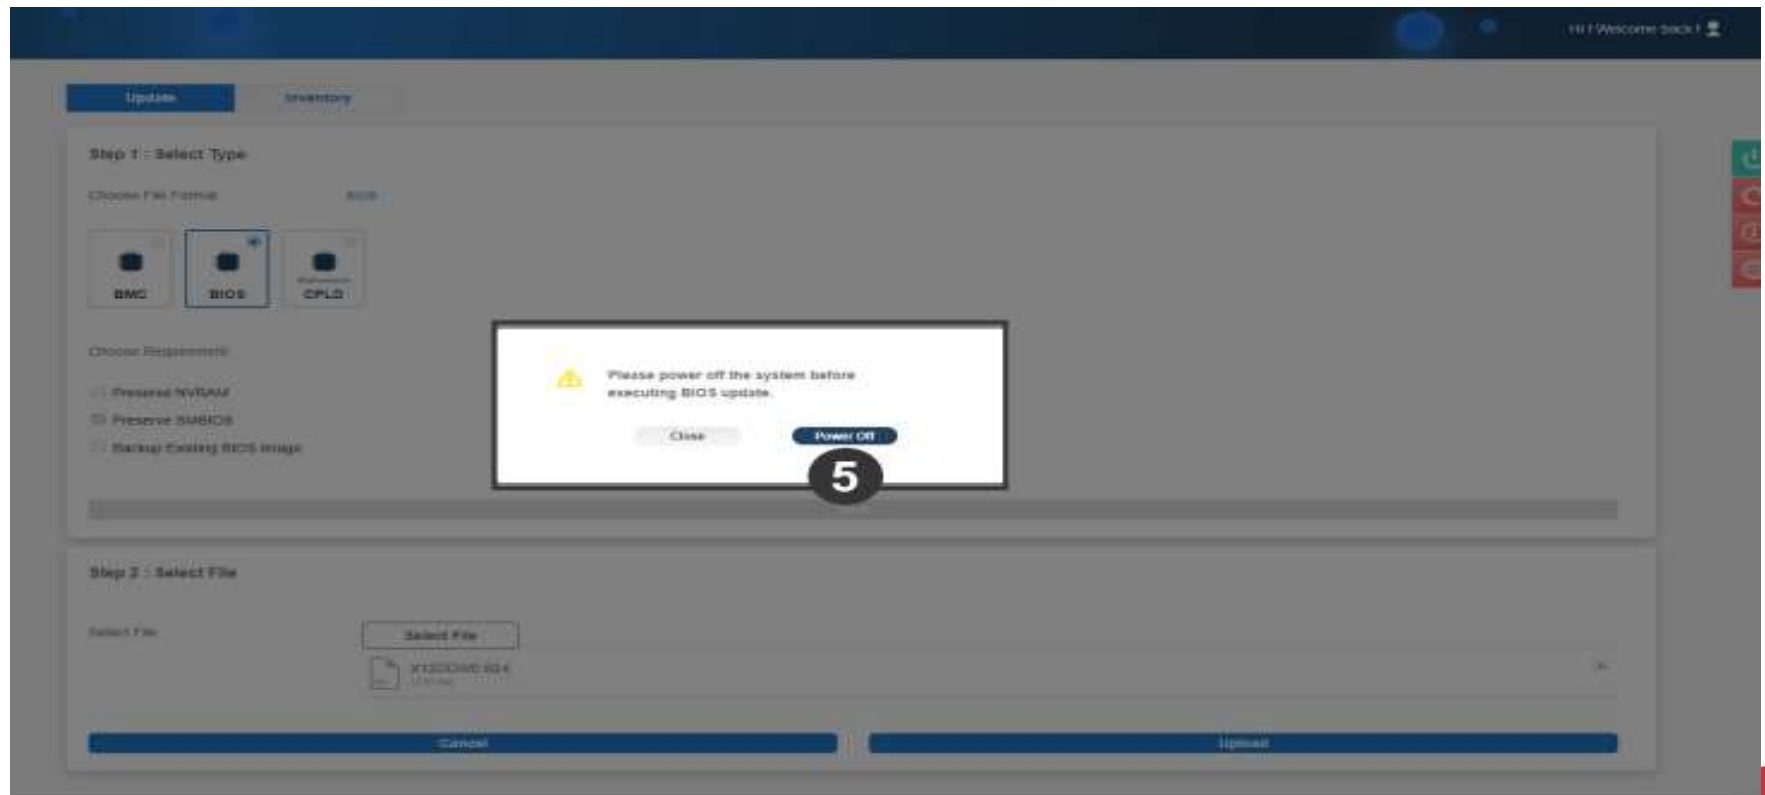 Hi ! Welcome back !
Update Inventory
Step 1 : Select Type
Choose File Format BIOS
BMC BIOS CPLD
Choose Requirement
Preserve NVRAM
Preserve SMBIOS
Backup Existing BIOS Image
Please power off the system before
executing BIOS update.
Close Power Off
5
Step 2 : Select File
Select File Select File
Cancel Upload